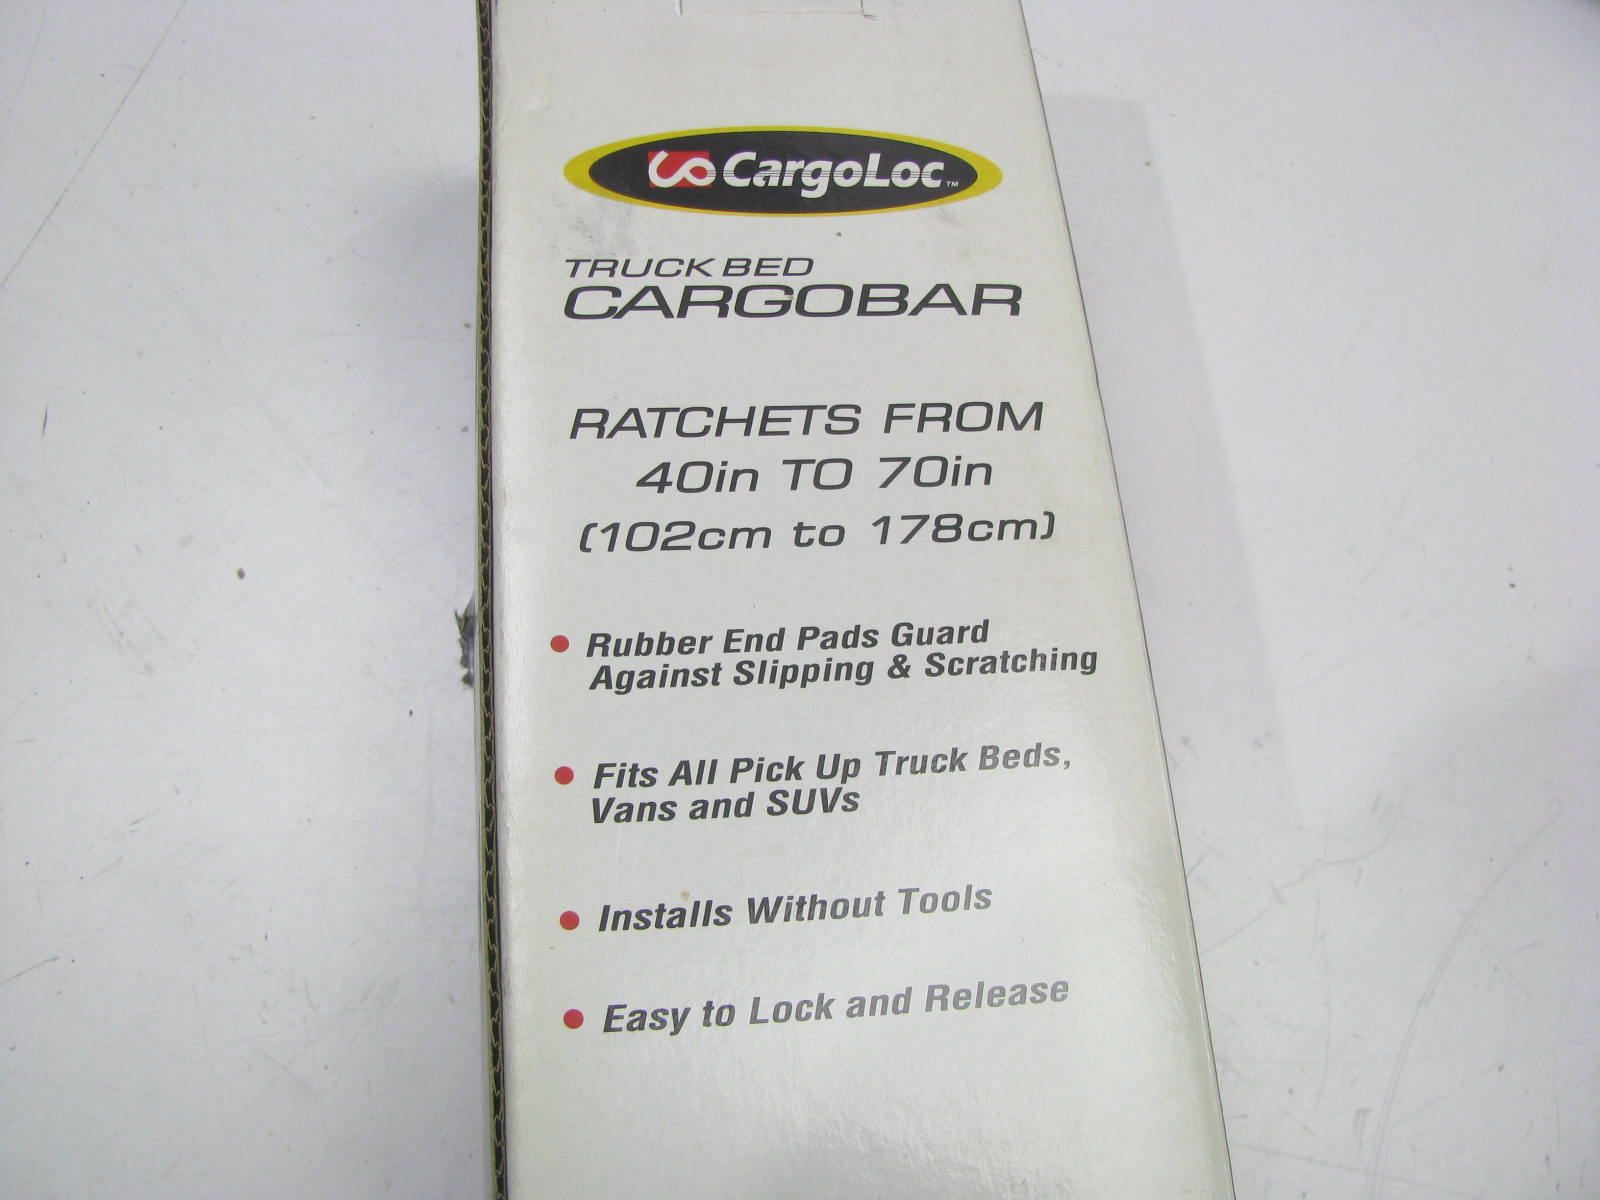 CargoLoc™
TRUCK BED
CARGOBAR
RATCHETS FROM
40in TO 70in
(102cm to 178cm)
• Rubber End Pads Guard
Against Slipping & Scratching
• Fits All Pick Up Truck Beds,
Vans and SUVs
• Installs Without Tools
• Easy to Lock and Release